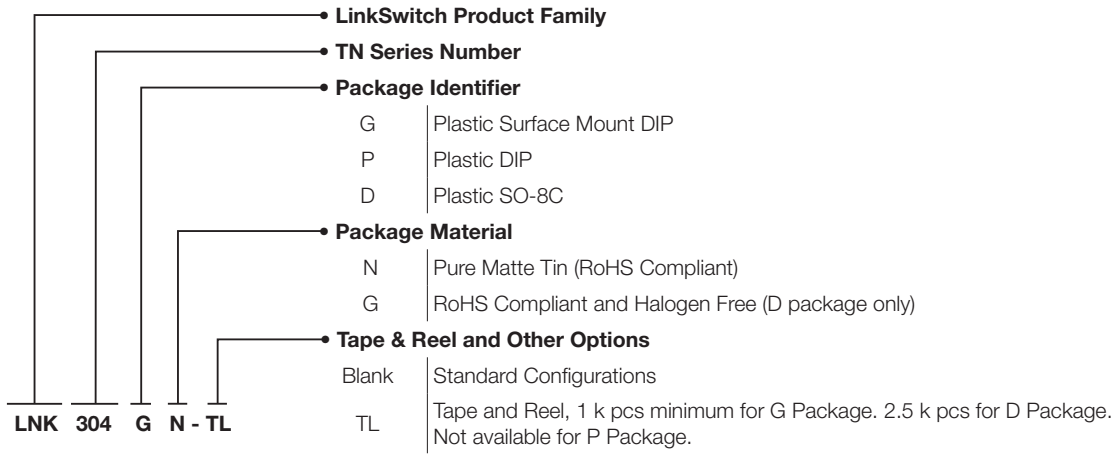 LinkSwitch Product Family
TN Series Number
Package Identifier
G Plastic Surface Mount DIP
P Plastic DIP
D Plastic SO-8C
Package Material
N Pure Matte Tin (RoHS Compliant)
G RoHS Compliant and Halogen Free (D package only)
Tape & Reel and Other Options
Blank Standard Configurations
TL Tape and Reel, 1 k pcs minimum for G Package. 2.5 k pcs for D Package.
Not available for P Package.
LNK 304 G N - TL